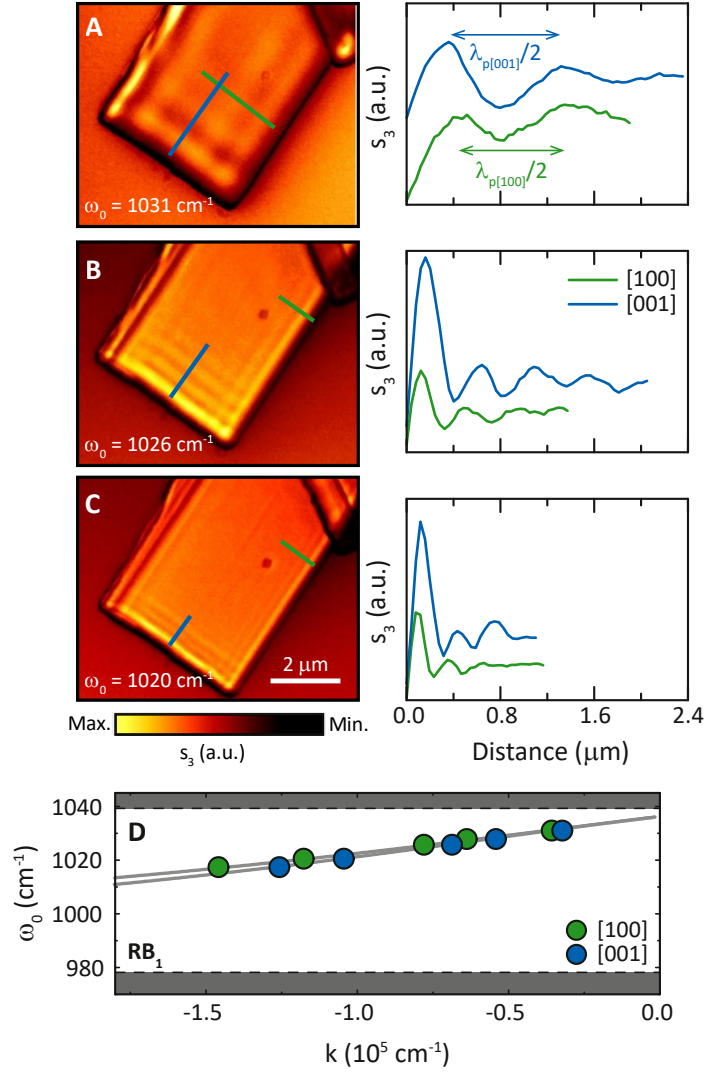 A
ω₀ = 1031 cm⁻¹
s₃ (a.u.)
λp[001]/2
λp[100]/2
B
ω₀ = 1026 cm⁻¹
s₃ (a.u.)
[100]
[001]
C
ω₀ = 1020 cm⁻¹
2 μm
s₃ (a.u.)
0.0 0.8 1.6 2.4
Distance (μm)
Max. Min.
s₃ (a.u.)
D
1040
1020
1000
980
ω₀ (cm⁻¹)
RB₁
[100]
[001]
-1.5 -1.0 -0.5 0.0
k (10⁵ cm⁻¹)